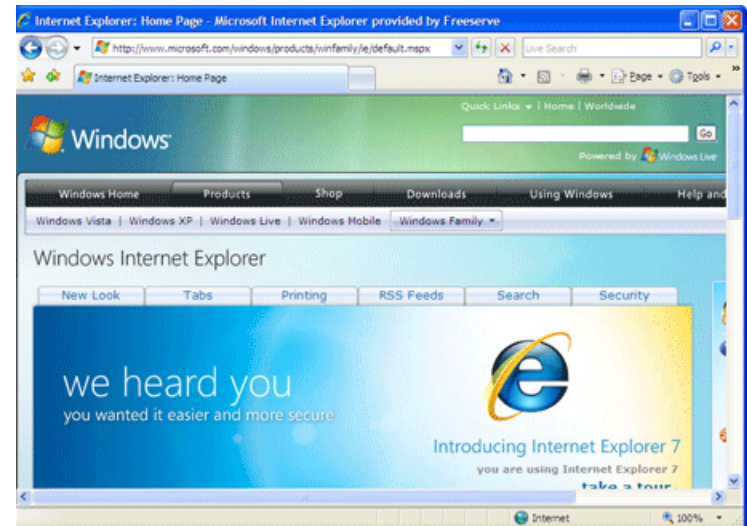 Internet Explorer: Home Page - Microsoft Internet Explorer provided by Freeserve
http://www.microsoft.com/windows/products/winfamily/ie/default.mspx Live Search
Internet Explorer: Home Page Page Tools »
Quick Links | Home | Worldwide
Windows
Go
Powered by Windows Live
Windows Home Products Shop Downloads Using Windows Help and
Windows Vista | Windows XP | Windows Live | Windows Mobile Windows Family
Windows Internet Explorer
New Look Tabs Printing RSS Feeds Search Security
we heard you
you wanted it easier and more secure
Introducing Internet Explorer 7
you are using Internet Explorer 7
take a tour
Internet 100%